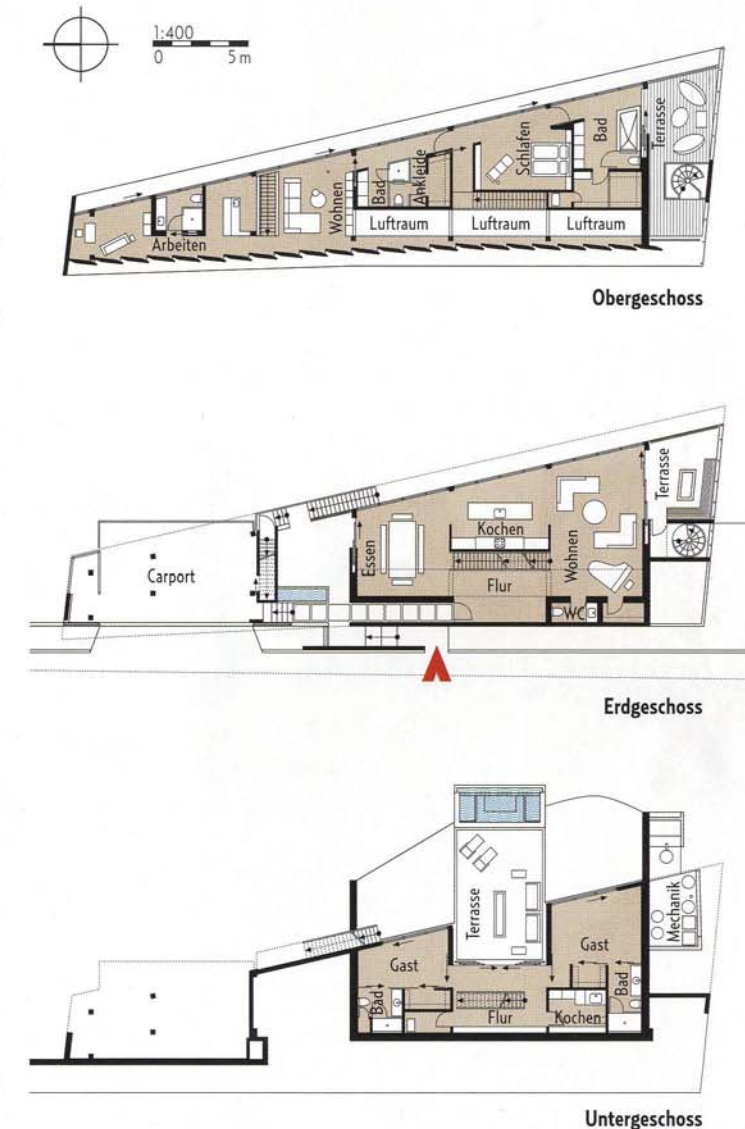 1:400
0 5 m
Terrasse
Bad
Schlafen
Ankleide
Bad
Wohnen
Luftraum Luftraum Luftraum
Arbeiten
Obergeschoss
Terrasse
Kochen
Essen
Wohnen
Carport
Flur
WC
Erdgeschoss
Terrasse
Mechanik
Gast
Gast
Bad
Bad
Flur
Kochen
Untergeschoss